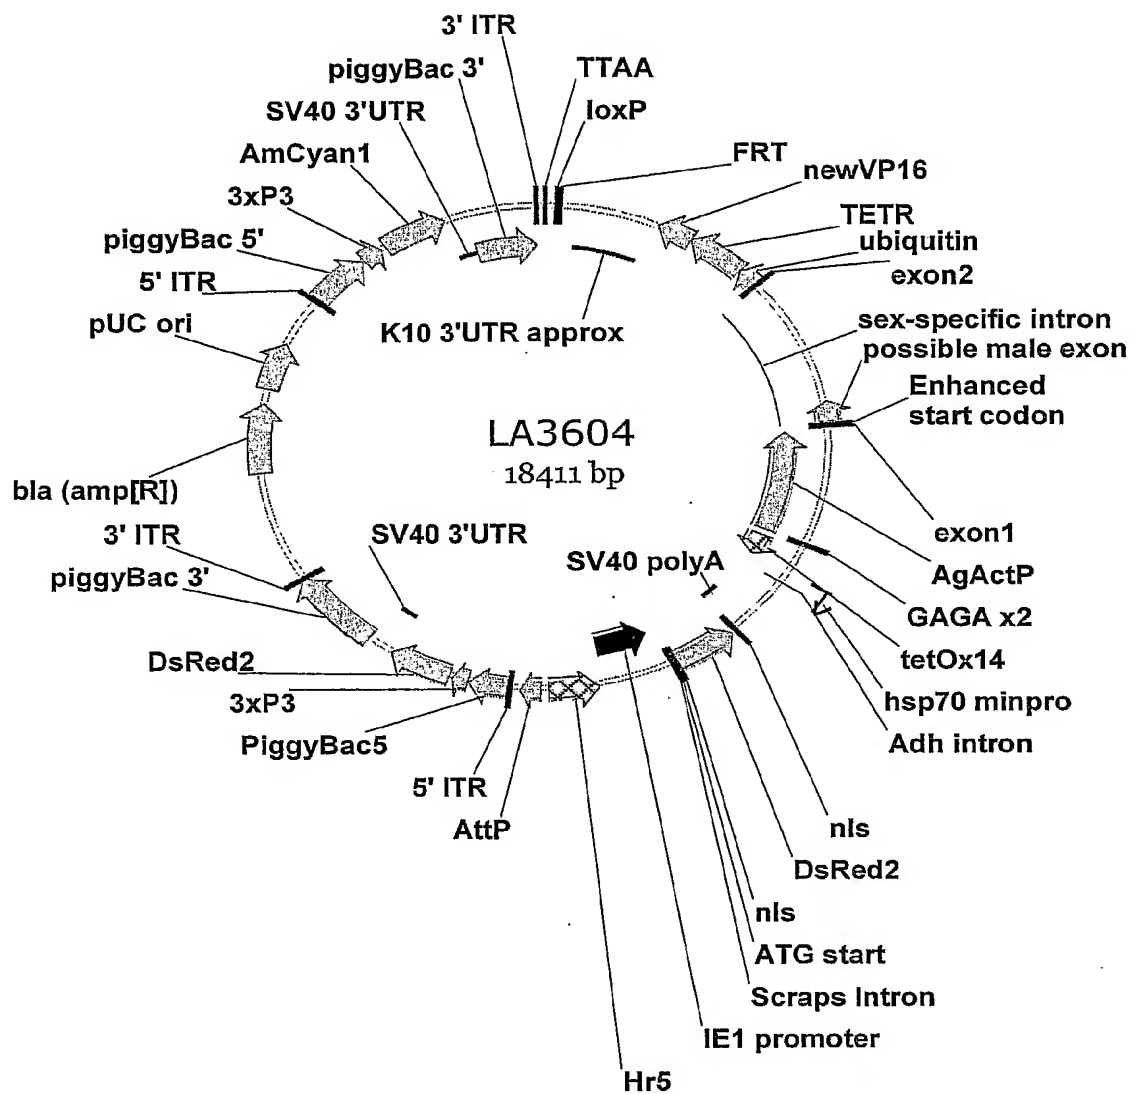 3' ITR
piggyBac 3'
TTAA
SV40 3'UTR
loxP
AmCyan1
FRT
newVP16
3xP3
TETR
piggyBac 5'
ubiquitin
5' ITR
exon2
pUC ori
K10 3'UTR approx
sex-specific intron
possible male exon
Enhanced
start codon
LA3604
18411 bp
bla (amp[R])
3' ITR
SV40 3'UTR
exon1
SV40 polyA
AgActP
piggyBac 3'
GAGA x2
tetOx14
DsRed2
hsp70 minpro
3xP3
Adh intron
PiggyBac5
5' ITR
AttP
nls
DsRed2
nls
ATG start
Scraps Intron
IE1 promoter
Hr5